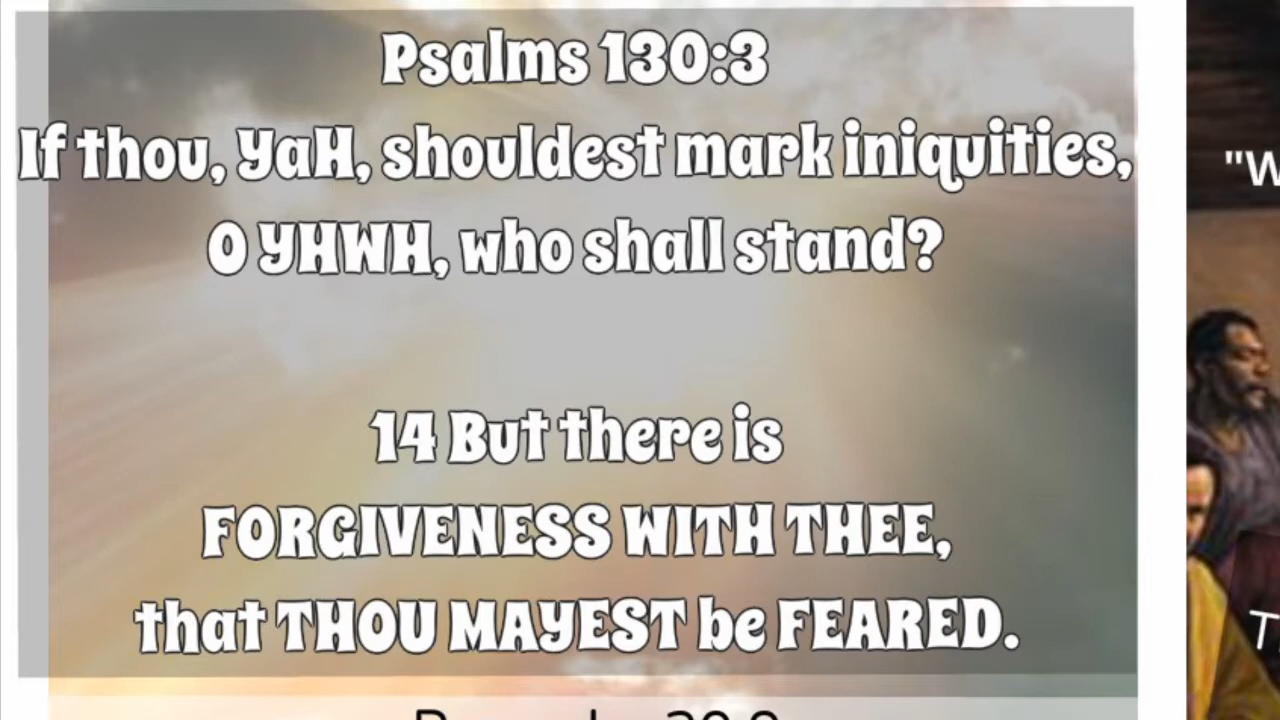 Psalms 130:3
If thou, YaH, shouldest mark iniquities,
O YHWH, who shall stand?
14 But there is
FORGIVENESS WITH THEE,
that THOU MAYEST be FEARED.